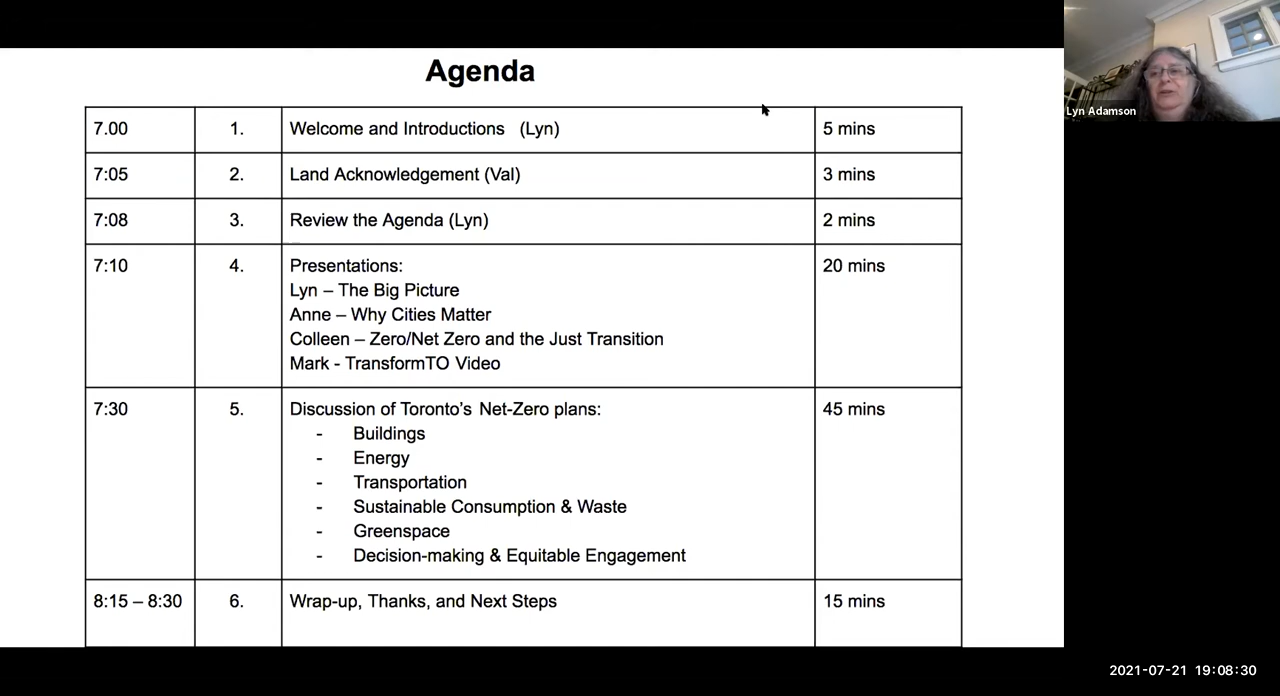 Agenda
7.00 1. Welcome and Introductions (Lyn) 5 mins
7:05 2. Land Acknowledgement (Val) 3 mins
7:08 3. Review the Agenda (Lyn) 2 mins
7:10 4. Presentations: 20 mins
Lyn – The Big Picture
Anne – Why Cities Matter
Colleen – Zero/Net Zero and the Just Transition
Mark - TransformTO Video
7:30 5. Discussion of Toronto's Net-Zero plans: 45 mins
- Buildings
- Energy
- Transportation
- Sustainable Consumption & Waste
- Greenspace
- Decision-making & Equitable Engagement
8:15 – 8:30 6. Wrap-up, Thanks, and Next Steps 15 mins
Lyn Adamson
2021-07-21 19:08:30